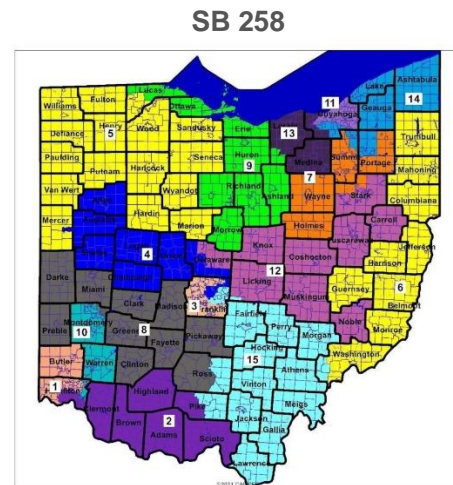 SB 258
Ashtabula
Lake
Lucas
Fulton
Williams
Ottawa
11
Geauga
14
Cuyahoga
Henry
5
Wood
Sandusky
Erie
13
Trumbull
Defiance
Huron
Medina
Summit
Portage
Paulding
Seneca
9
7
Mahoning
Putnam
Hancock
Richland
Ashland
Wayne
Stark
Van Wert
Wyandot
Columbiana
Hardin
Carroll
Mercer
Marion
Holmes
Morrow
Jefferson
Knox
Harrison
4
Delaware
Coshocton
Darke
Licking
12
Guernsey
6
Belmont
Miami
Clark
Madison
3
Franklin
Muskingum
Noble
Monroe
Preble
Montgomery
10
Greene
8
Fairfield
Perry
Morgan
Fayette
Pickaway
Washington
Butler
Warren
Clinton
15
Hocking
Athens
Ross
Vinton
1
Highland
Pike
Meigs
Clermont
2
Jackson
Brown
Adams
Scioto
Gallia
Lawrence